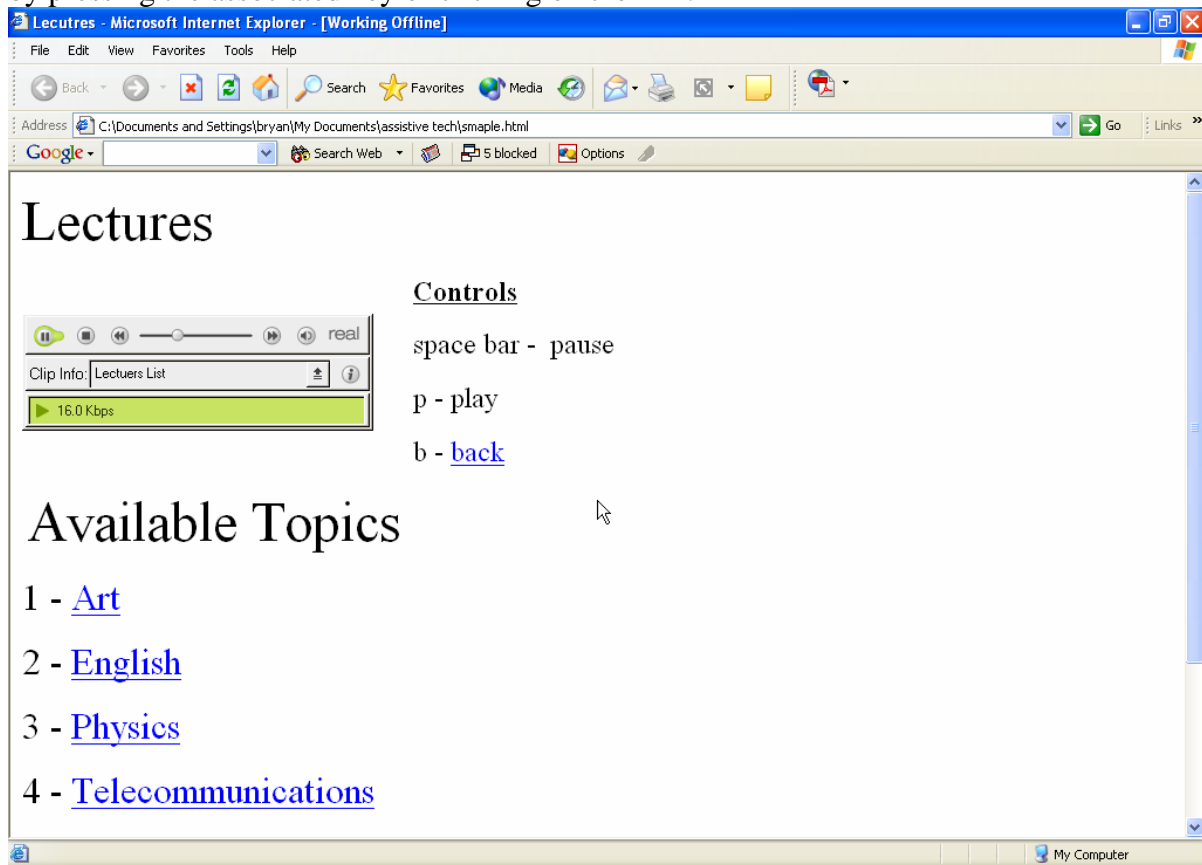 Lecutres - Microsoft Internet Explorer - [Working Offline]
File Edit View Favorites Tools Help
Back Search Favorites Media
Address C:\Documents and Settings\bryan\My Documents\assistive tech\smaple.html Go Links »
Google Search Web 5 blocked Options
Lectures
Controls
real
space bar - pause
Clip Info: Lectuers List
p - play
16.0 Kbps
b - back
Available Topics
1 - Art
2 - English
3 - Physics
4 - Telecommunications
My Computer